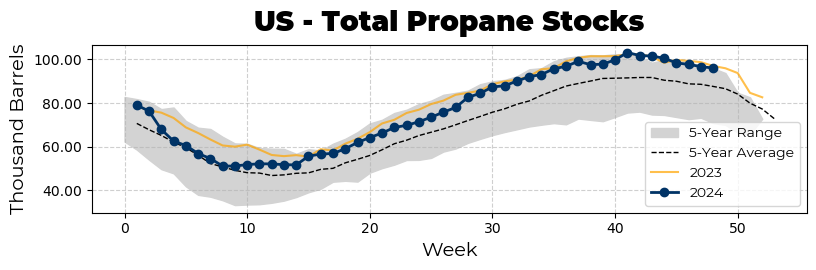 US - Total Propane Stocks
Thousand Barrels
100.00
80.00
60.00
40.00
0
10
20
30
40
50
Week
5-Year Range
5-Year Average
2023
2024